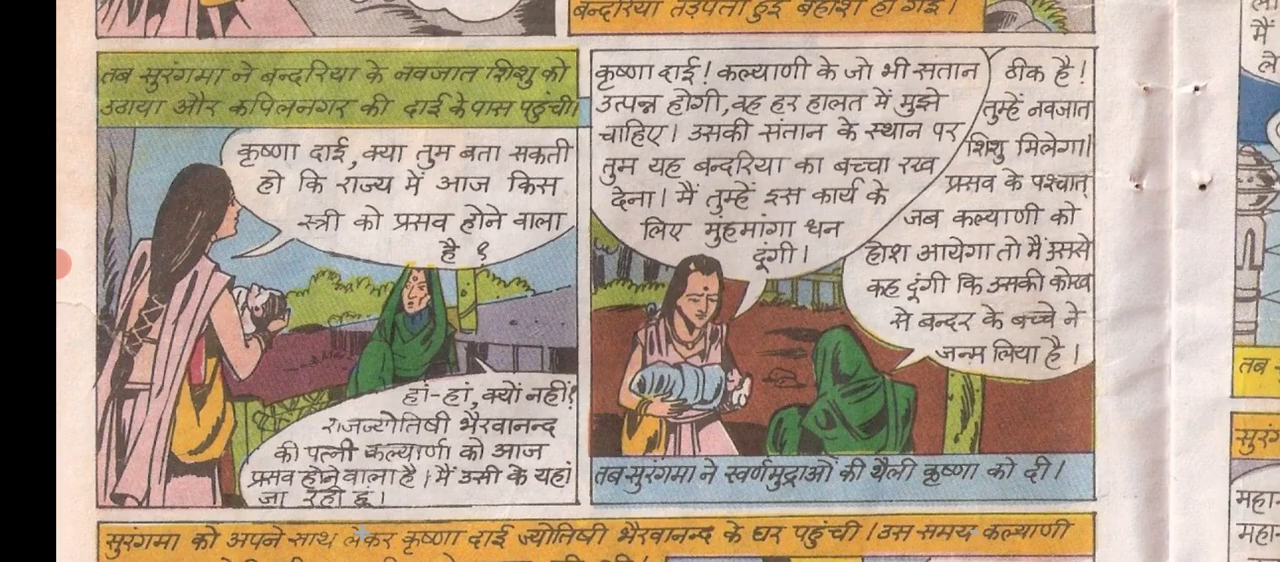 बन्दरिया तड़पती हुई बेहोश हो गई।
तब सुरंगमा ने बन्दरिया के नवजात शिशु को
उठाया और कपिलनगर की दाई के पास पहुंची।
कृष्णा दाई, क्या तुम बता सकती
हो कि राज्य में आज किस
स्त्री को प्रसव होने वाला
है ?
हां-हां, क्यों नहीं!
राजज्योतिषी भैरवानन्द
की पत्नी कल्याणी को आज
प्रसव होने वाला है। मैं उसी के यहां
जा रही हूं।
कृष्णा दाई! कल्याणी के जो भी संतान
उत्पन्न होगी, वह हर हालत में मुझे
चाहिए। उसकी संतान के स्थान पर
तुम यह बन्दरिया का बच्चा रख
देना। मैं तुम्हें इस कार्य के
लिए मुंहमांगा धन
दूंगी।
ठीक है!
तुम्हें नवजात
शिशु मिलेगा।
प्रसव के पश्चात्
जब कल्याणी को
होश आयेगा तो मैं उससे
कह दूंगी कि उसकी कोख
से बन्दर के बच्चे ने
जन्म लिया है।
तब सुरंगमा ने स्वर्णमुद्राओं की थैली कृष्णा को दी।
सुरंगमा को अपने साथ लेकर कृष्णा दाई ज्योतिषी भैरवानन्द के घर पहुंची। उस समय कल्याणी
में
ले
तब
महा-
महा-